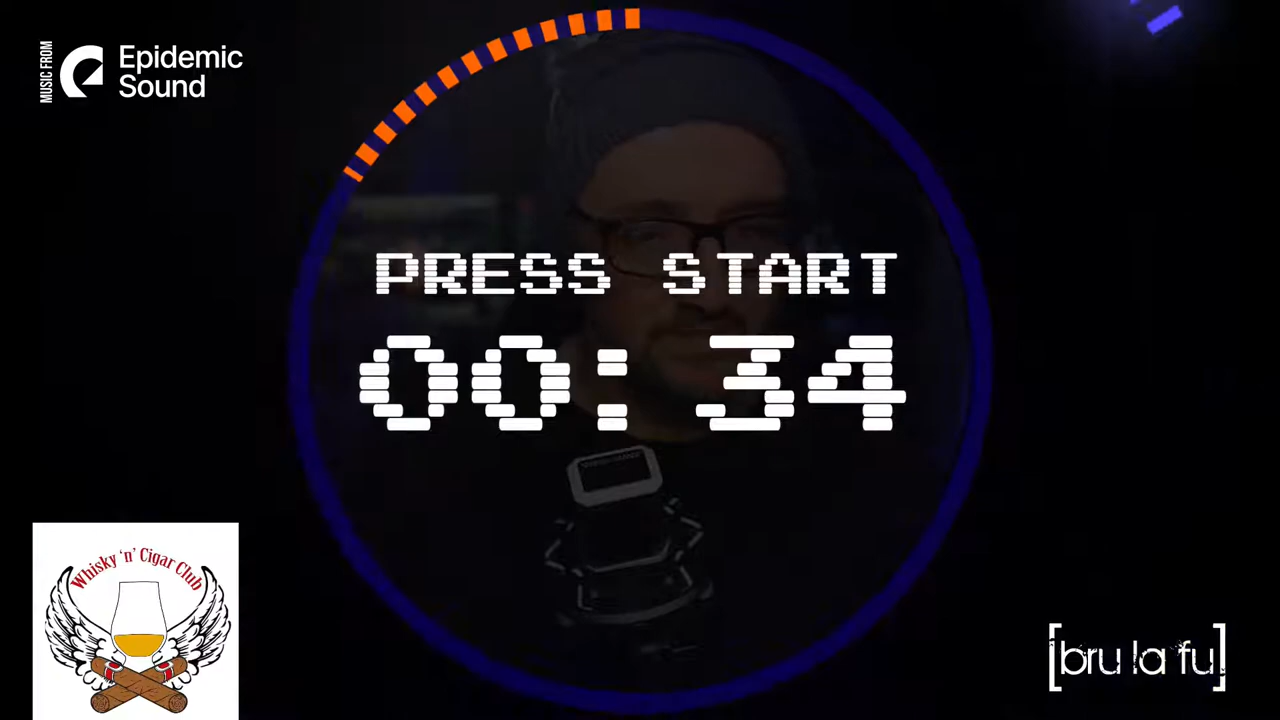 MUSIC FROM
Epidemic
Sound
PRESS START
00:34
Whisky 'n' Cigar Club
[bru la fu]